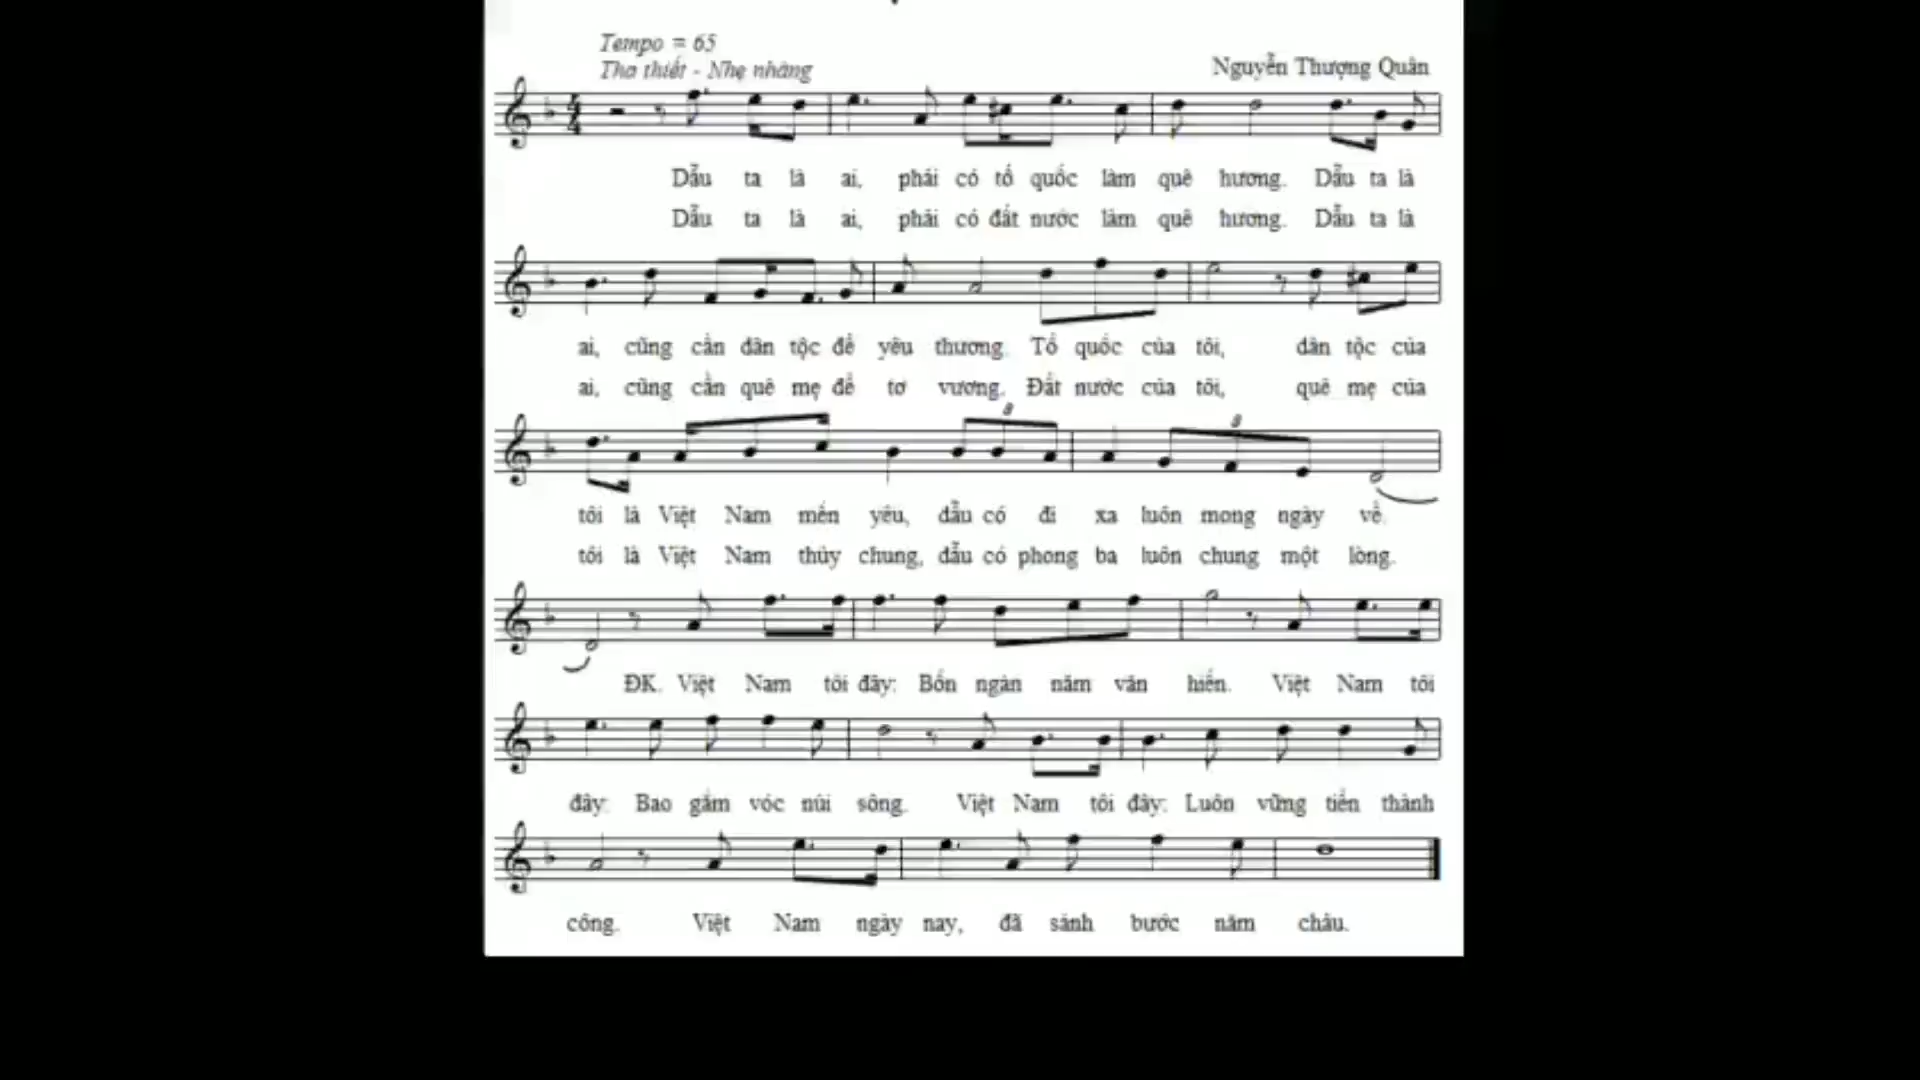 Tempo = 65
Tha thiết - Nhẹ nhàng
Nguyễn Thượng Quân
Dẫu ta là ai, phải có tổ quốc làm quê hương. Dẫu ta là
Dẫu ta là ai, phải có đất nước làm quê hương. Dẫu ta là
ai, cũng cần dân tộc để yêu thương. Tổ quốc của tôi, dân tộc của
ai, cũng cần quê mẹ để tơ vương. Đất nước của tôi, quê mẹ của
3 3
tôi là Việt Nam mến yêu, dẫu có đi xa luôn mong ngày về.
tôi là Việt Nam thủy chung, dẫu có phong ba luôn chung một lòng.
ĐK. Việt Nam tôi đây: Bốn ngàn năm văn hiến. Việt Nam tôi
đây: Bao gấm vóc núi sông. Việt Nam tôi đây: Luôn vững tiến thành
công. Việt Nam ngày nay, đã sánh bước năm châu.